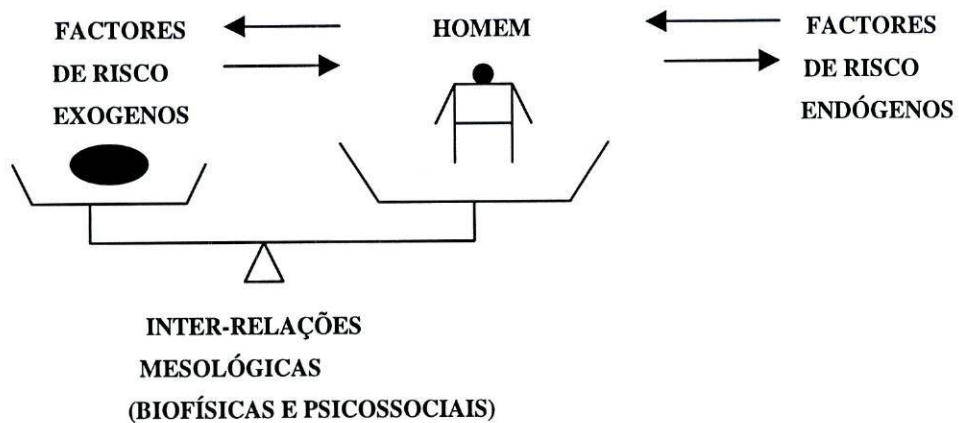 FACTORES
DE RISCO
EXOGENOS
HOMEM
FACTORES
DE RISCO
ENDÓGENOS
INTER-RELAÇÕES
MESOLÓGICAS
(BIOFÍSICAS E PSICOSSOCIAIS)